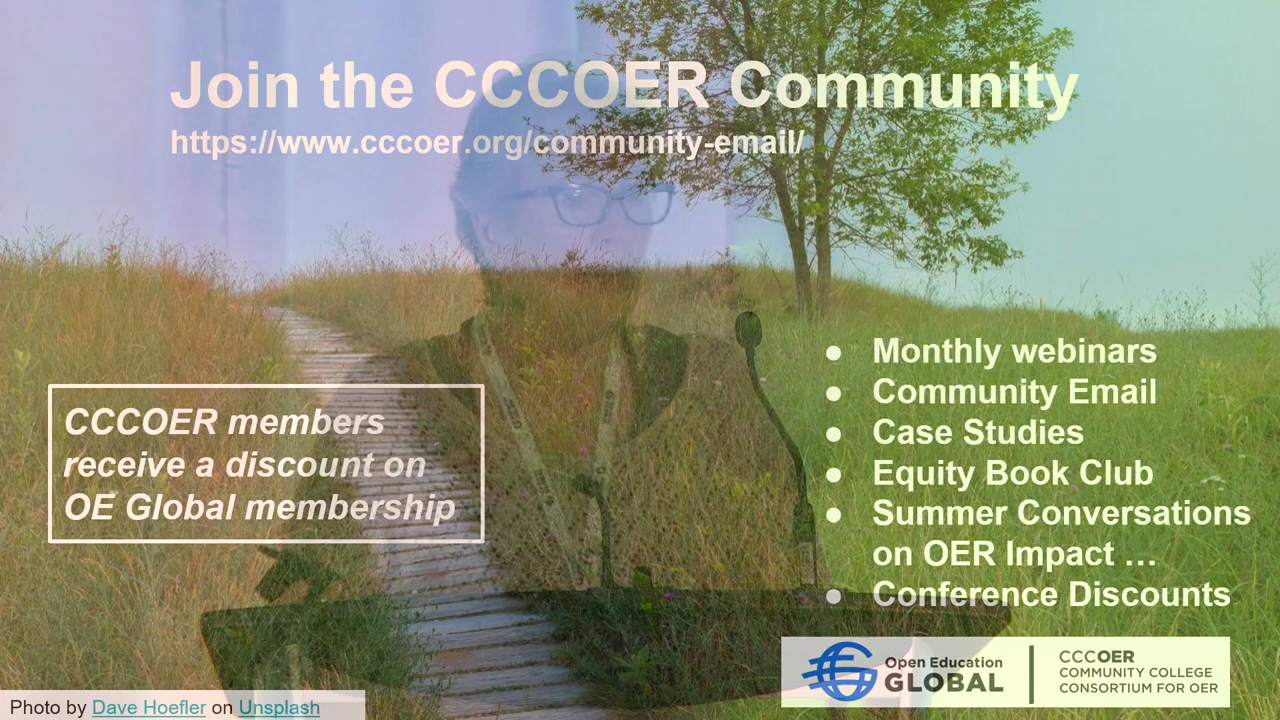 Join the CCCOER Community
https://www.cccoer.org/community-email/
CCCOER members
receive a discount on
OE Global membership
● Monthly webinars
● Community Email
● Case Studies
● Equity Book Club
● Summer Conversations
on OER Impact …
● Conference Discounts
Open Education
GLOBAL
CCCOER
COMMUNITY COLLEGE
CONSORTIUM FOR OER
Photo by Dave Hoefler on Unsplash